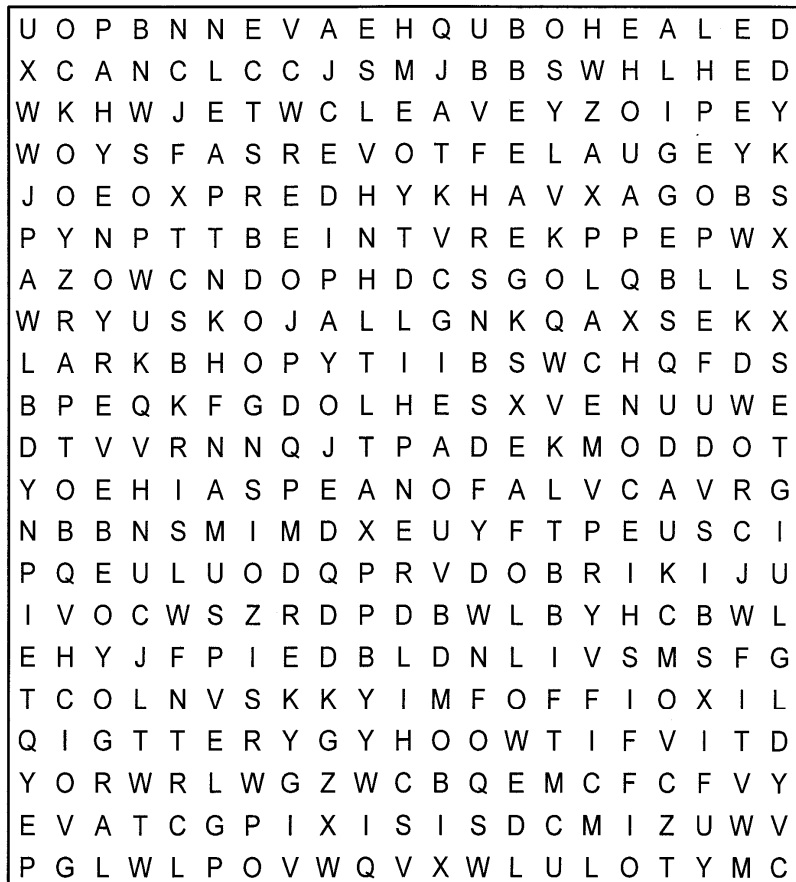 U O P B N N E V A E H Q U B O H E A L E D
X C A N C L C C J S M J B B S W H L H E D
W K H W J E T W C L E A V E Y Z O I P E Y
W O Y S F A S R E V O T F E L A U G E Y K
J O E O X P R E D H Y K H A V X A G O B S
P Y N P T T B E I N T V R E K P P E P W X
A Z O W C N D O P H D C S G O L Q B L L S
W R Y U S K O J A L L G N K Q A X S E K X
L A R K B H O P Y T I I B S W C H Q F D S
B P E Q K F G D O L H E S X V E N U U W E
D T V V R N N Q J T P A D E K M O D D O T
Y O E H I A S P E A N O F A L V C A V R G
N B B N S M I M D X E U Y F T P E U S C I
P Q E U L U O D Q P R V D O B R I K I J U
I V O C W S Z R D P D B W L B Y H C B W L
E H Y J F P I E D B L D N L I V S M S F G
T C O L N V S K K Y I M F O F F I O X I L
Q I G T T E R Y G Y H O O W T I F V I T D
Y O R W R L W G Z W C B Q E M C F C F V Y
E V A T C G P I X I S I S D C M I Z U W V
P G L W L P O V W Q V X W L U L O T Y M C